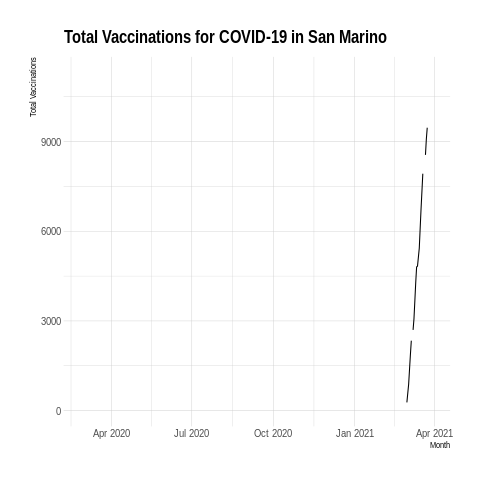 Total Vaccinations for COVID-19 in San Marino
Total Vaccinations
9000
6000
3000
0
Apr 2020 Jul 2020 Oct 2020 Jan 2021 Apr 2021
Month